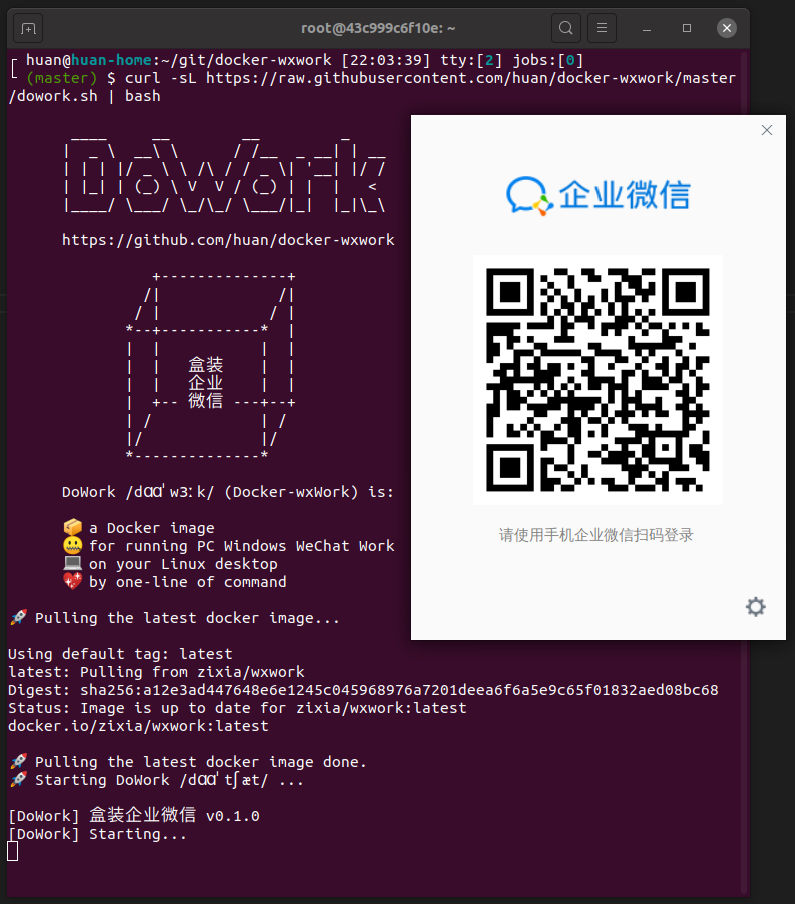 root@43c999c6f10e: ~
huan@huan-home:~/git/docker-wxwork [22:03:39] tty:[2] jobs:[0]
(master) $ curl -sL https://raw.githubusercontent.com/huan/docker-wxwork/master
/dowork.sh | bash
DoWork
https://github.com/huan/docker-wxwork
盒装
企业
微信
DoWork /dɑɑˈwɜːk/ (Docker-wxWork) is:
📦 a Docker image
🤐 for running PC Windows WeChat Work
💻 on your Linux desktop
💖 by one-line of command
🚀 Pulling the latest docker image...
Using default tag: latest
latest: Pulling from zixia/wxwork
Digest: sha256:a12e3ad447648e6e1245c045968976a7201deea6f6a5e9c65f01832aed08bc68
Status: Image is up to date for zixia/wxwork:latest
docker.io/zixia/wxwork:latest
🚀 Pulling the latest docker image done.
🚀 Starting DoWork /dɑɑˈtʃæt/ ...
[DoWork] 盒装企业微信 v0.1.0
[DoWork] Starting...
企业微信
请使用手机企业微信扫码登录